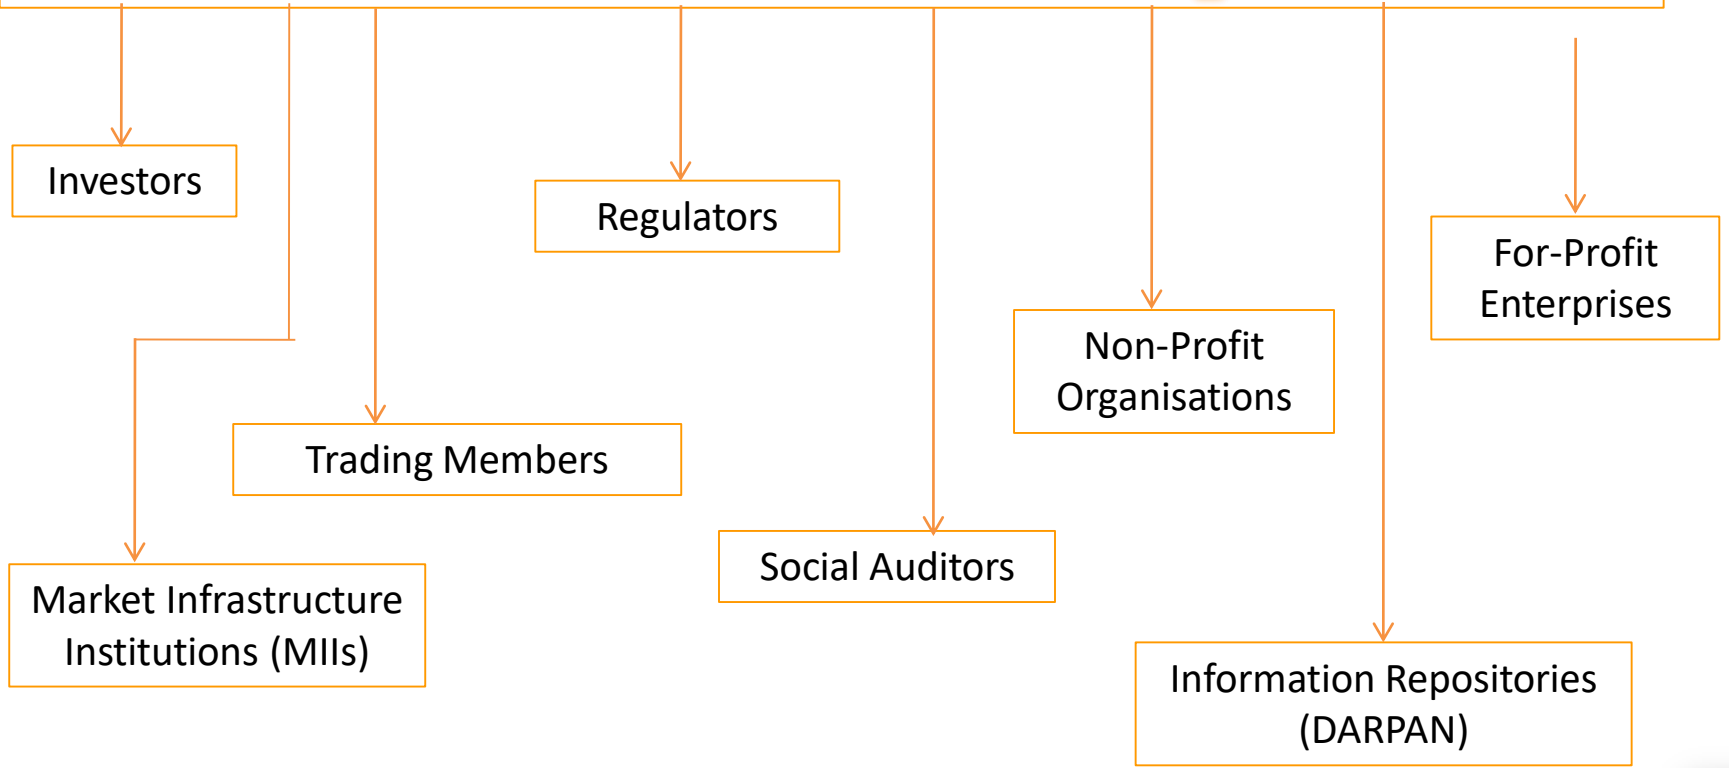 Investors
Regulators
For-Profit
Enterprises
Non-Profit
Organisations
Trading Members
Social Auditors
Market Infrastructure
Institutions (MIIs)
Information Repositories
(DARPAN)